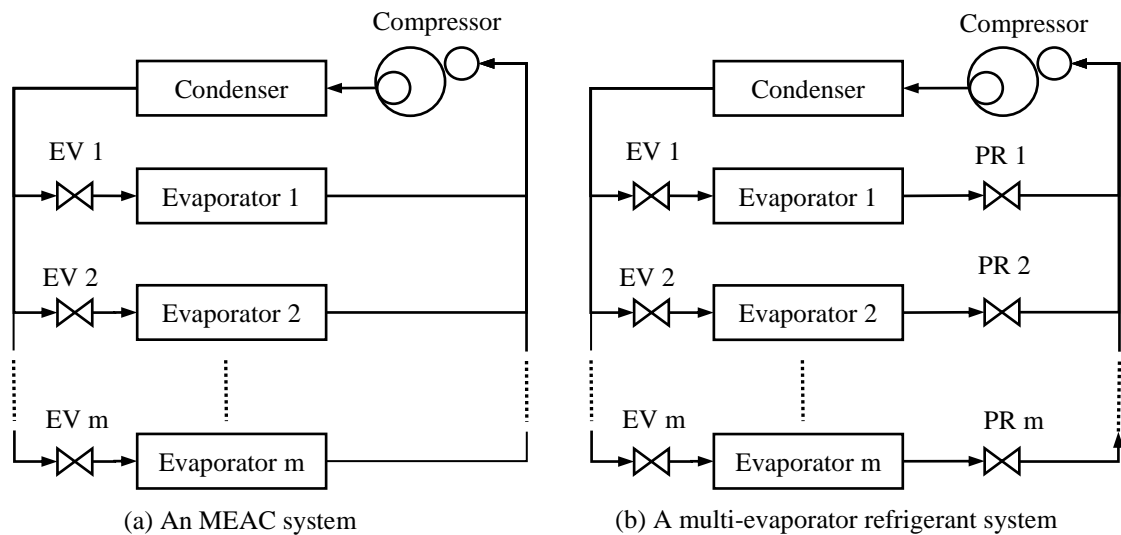 Compressor
Condenser
EV 1
Evaporator 1
EV 2
Evaporator 2
EV m
Evaporator m
(a) An MEAC system
Compressor
Condenser
EV 1
PR 1
Evaporator 1
EV 2
PR 2
Evaporator 2
EV m
PR m
Evaporator m
(b) A multi-evaporator refrigerant system